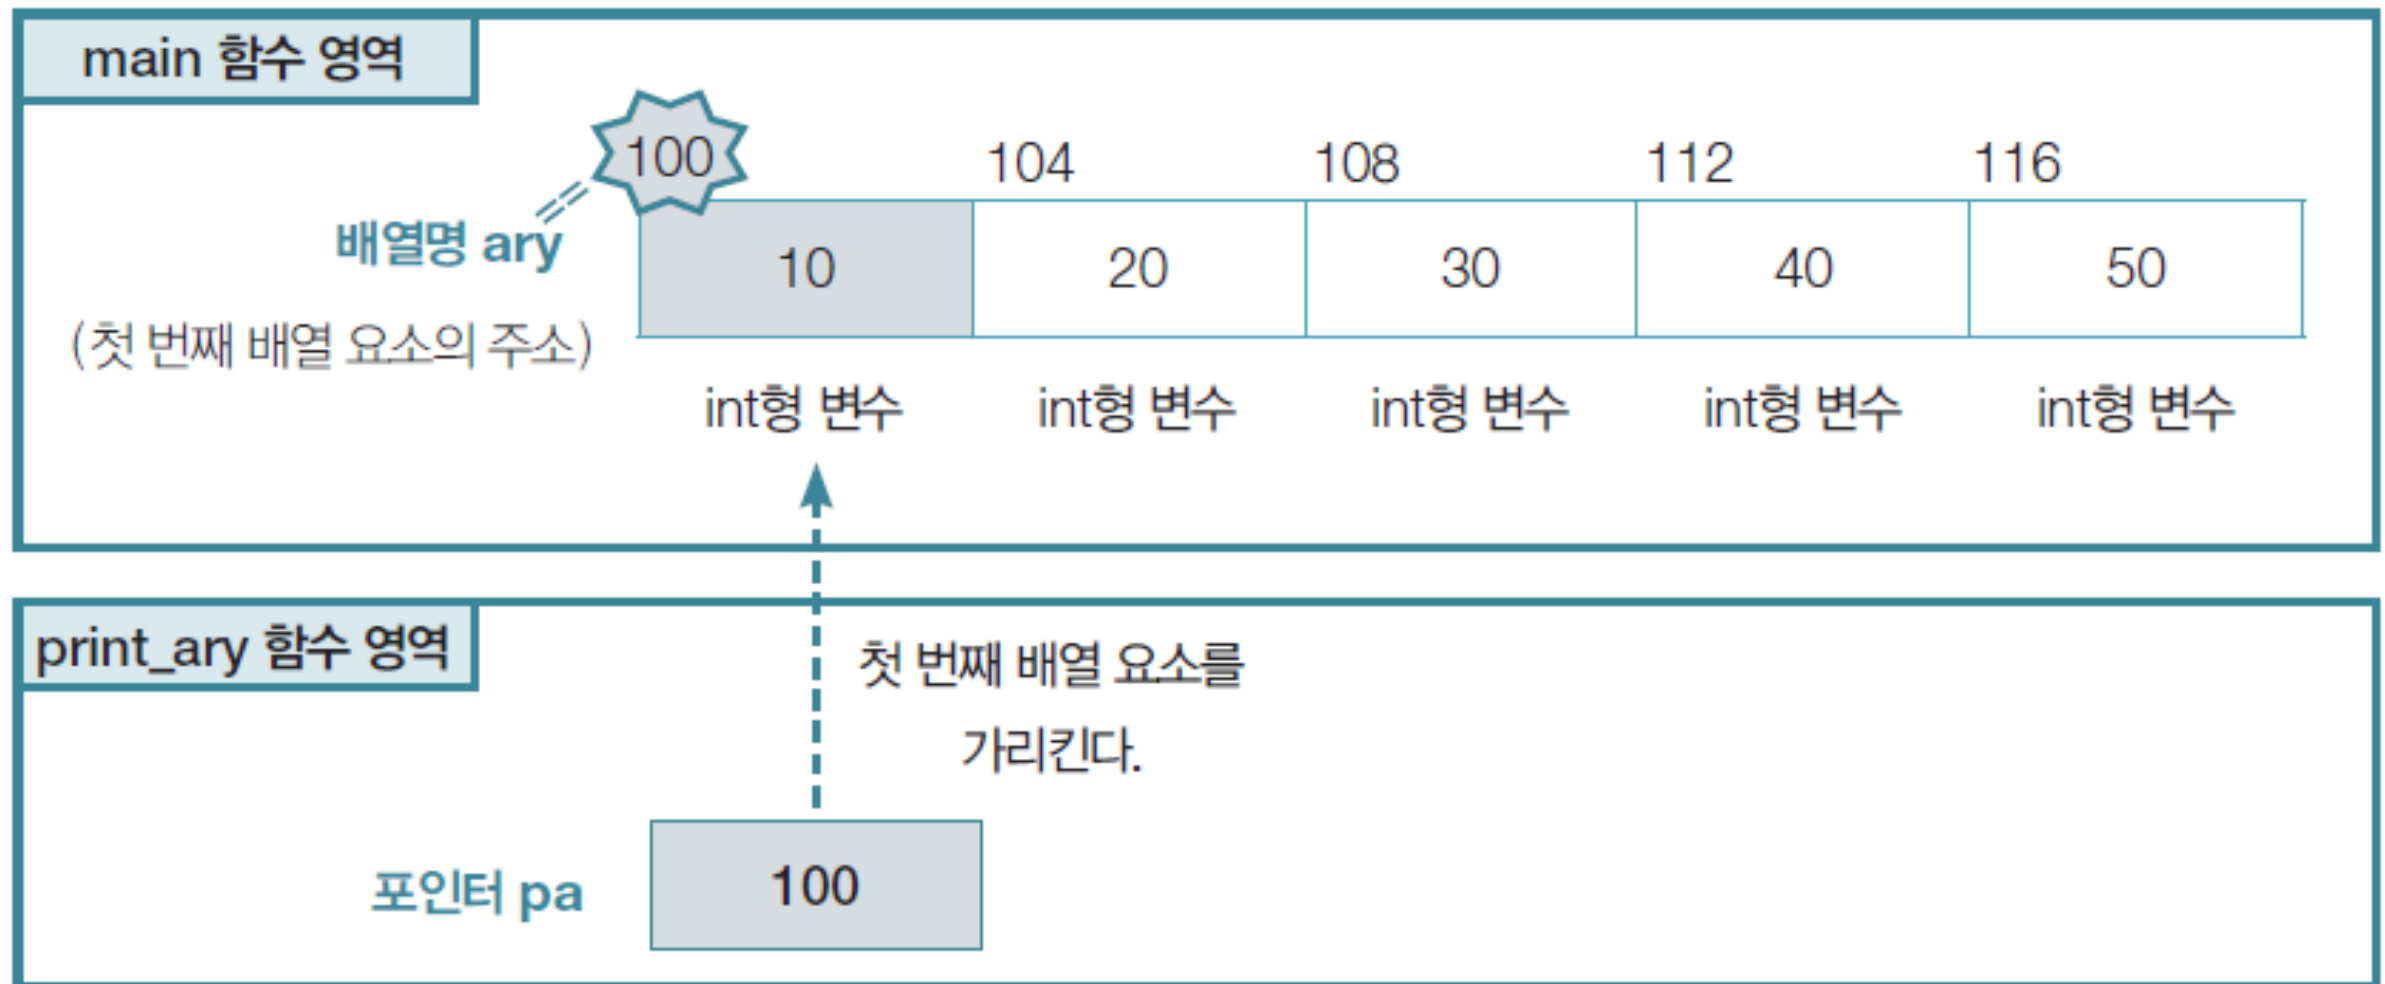 main 함수 영역
100
104
108
112
116
배열명 ary
10
20
30
40
50
(첫 번째 배열 요소의 주소)
int형 변수
int형 변수
int형 변수
int형 변수
int형 변수
print_ary 함수 영역
첫 번째 배열 요소를
가리킨다.
포인터 pa
100